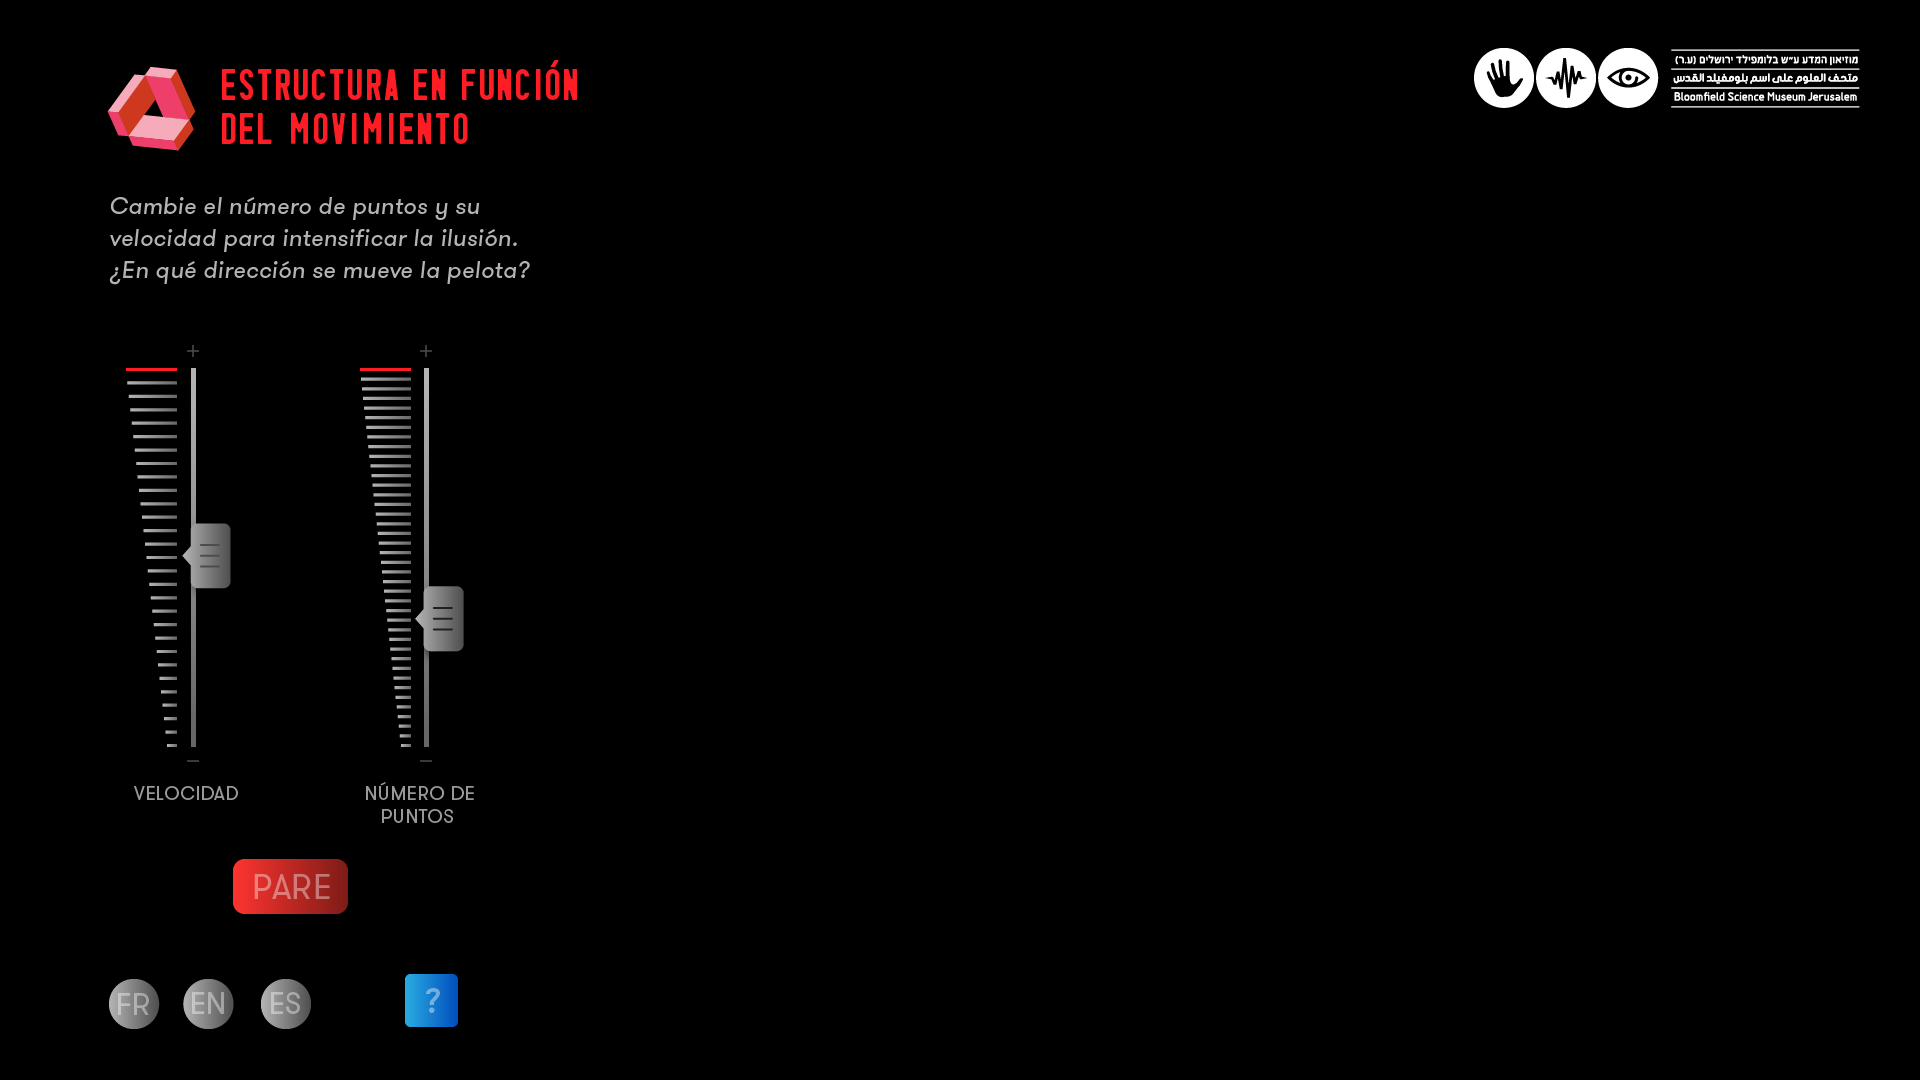 ESTRUCTURA EN FUNCIÓN
DEL MOVIMIENTO
מוזיאון המדע ע״ש בלומפילד ירושלים (ע.ר)
متحف العلوم على اسم بلومفيلد القدس
Bloomfield Science Museum Jerusalem
Cambie el número de puntos y su
velocidad para intensificar la ilusión.
¿En qué dirección se mueve la pelota?
VELOCIDAD
NÚMERO DE
PUNTOS
PARE
FR EN ES ?